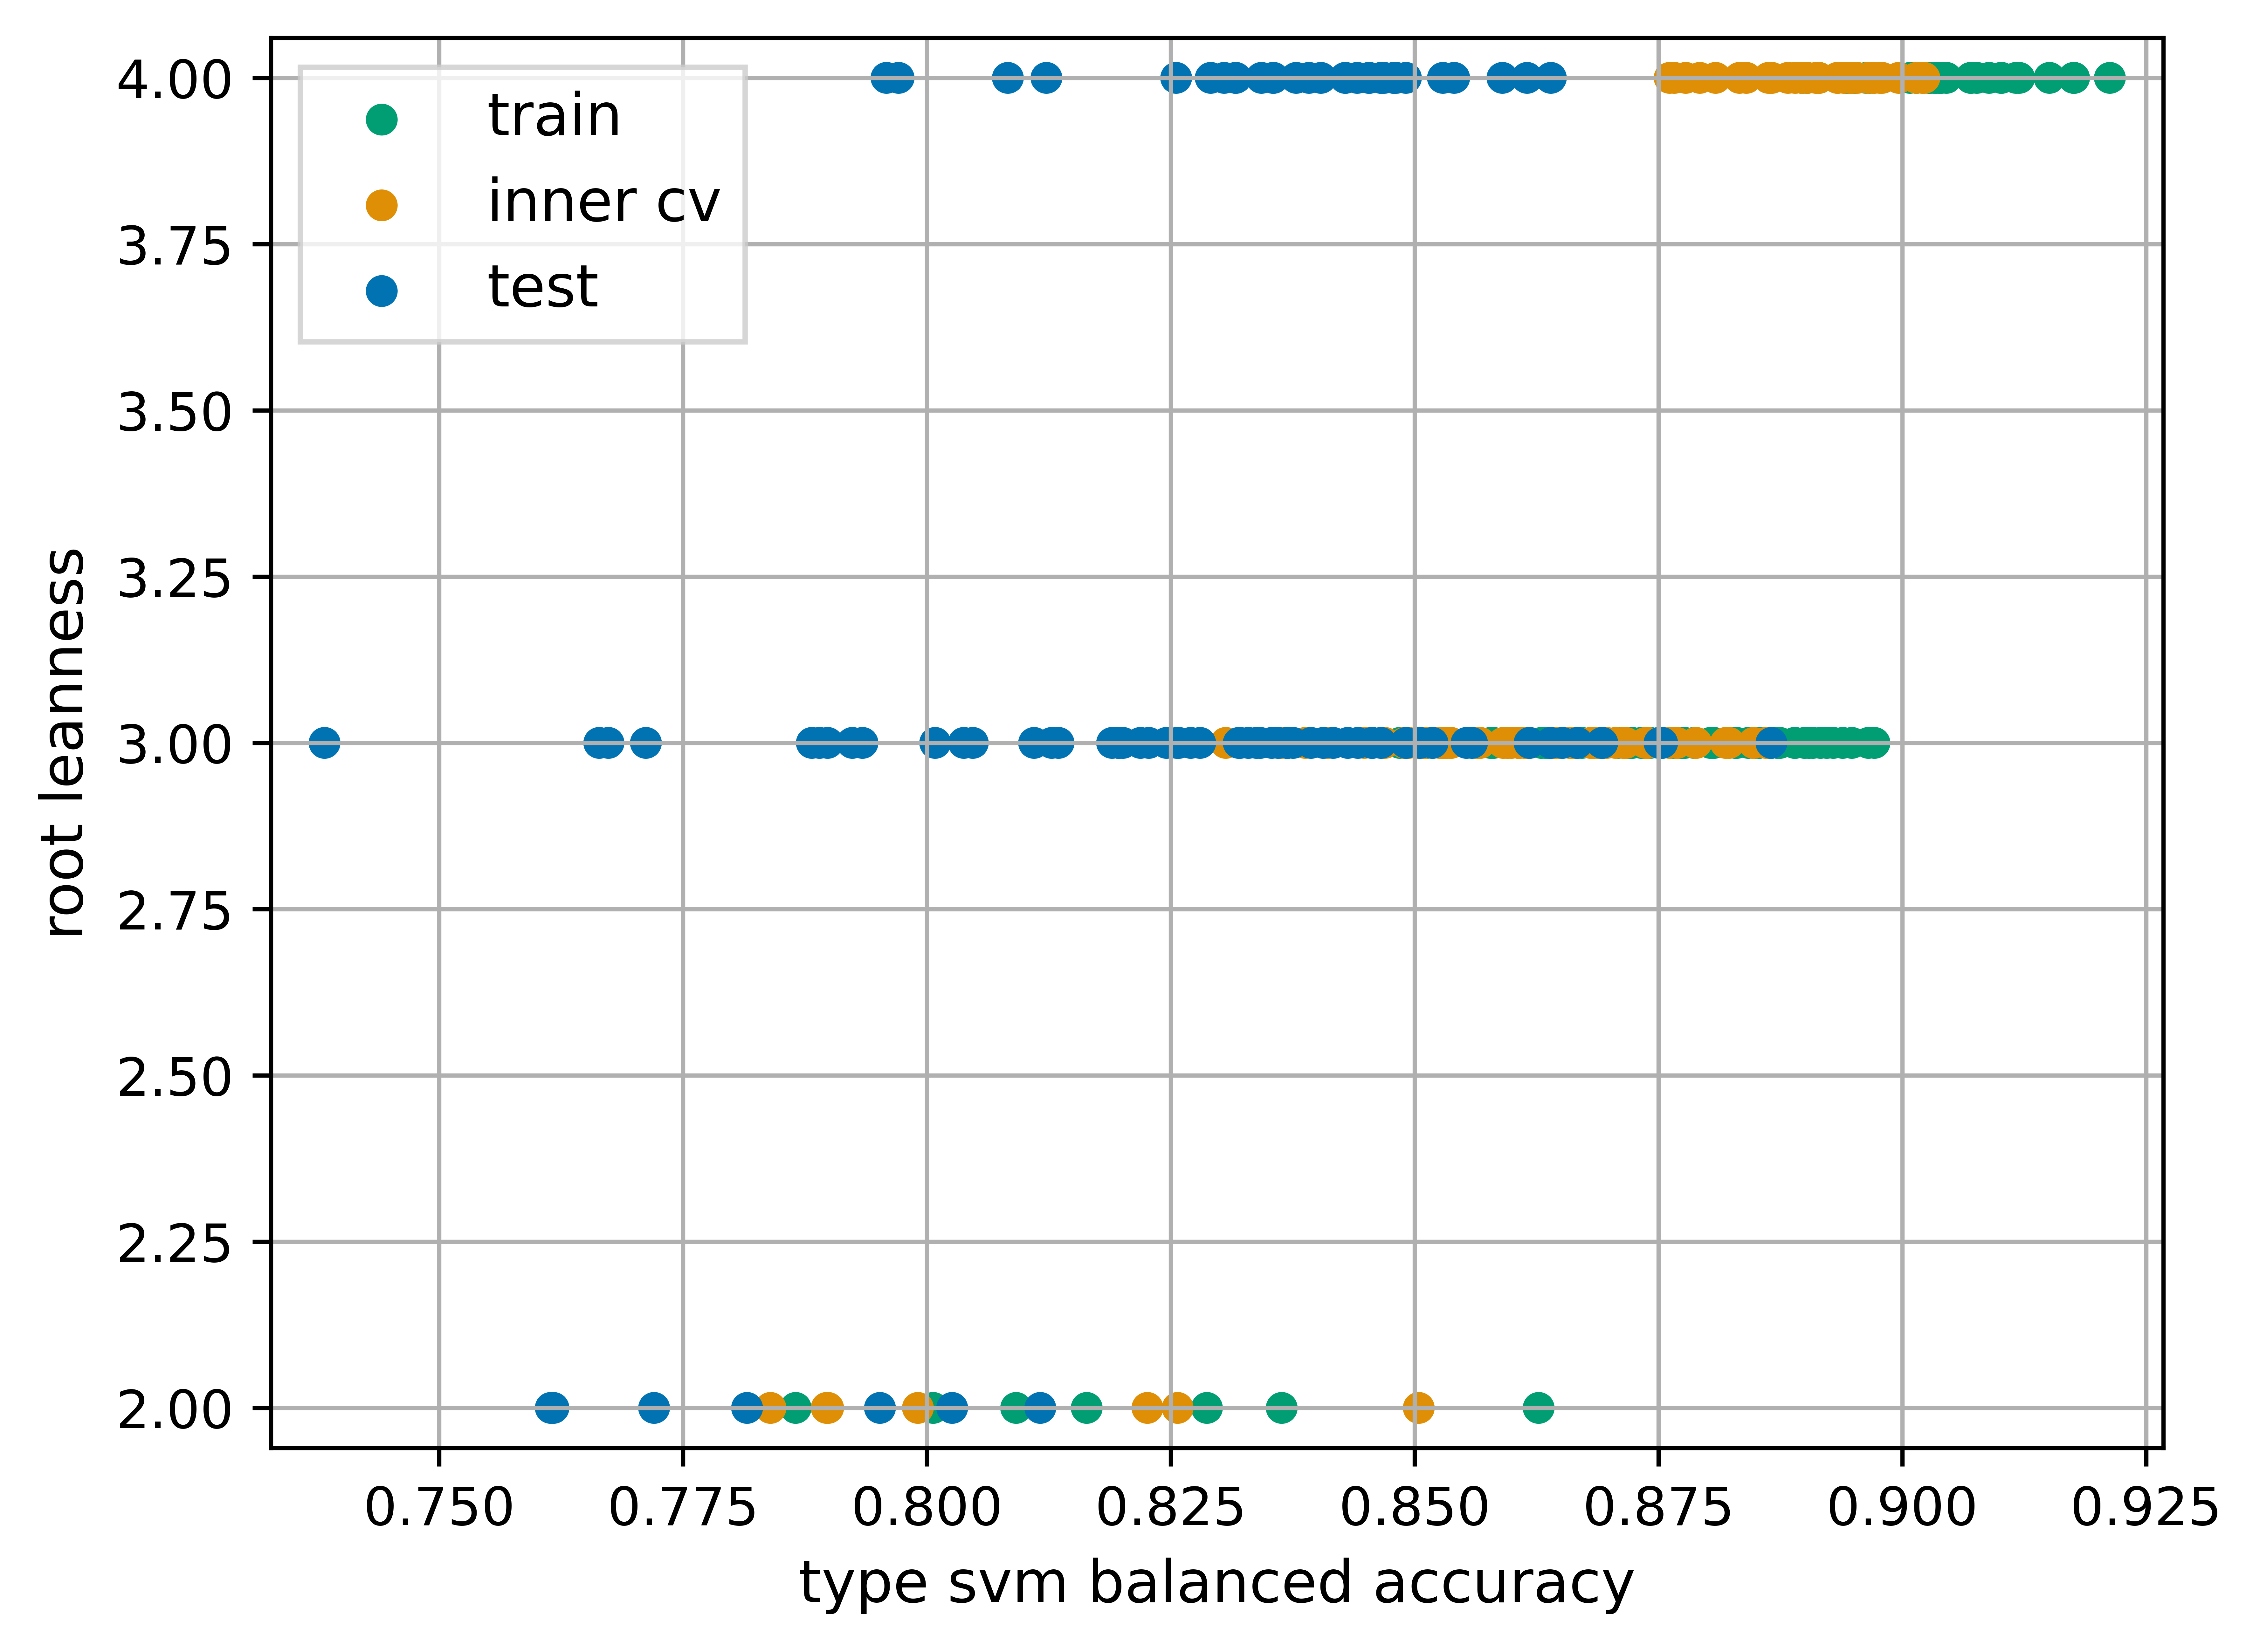 4.00
3.75
3.50
3.25
3.00
2.75
2.50
2.25
2.00
root leanness
train
inner cv
test
0.750 0.775 0.800 0.825 0.850 0.875 0.900 0.925
type svm balanced accuracy